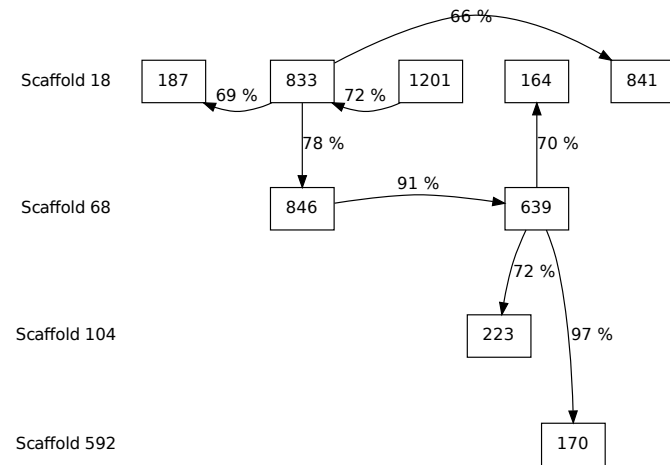 66 %
Scaffold 18 187 833 1201 164 841
69 % 72 %
78 % 70 %
91 %
Scaffold 68 846 639
72 %
Scaffold 104 223 97 %
Scaffold 592 170